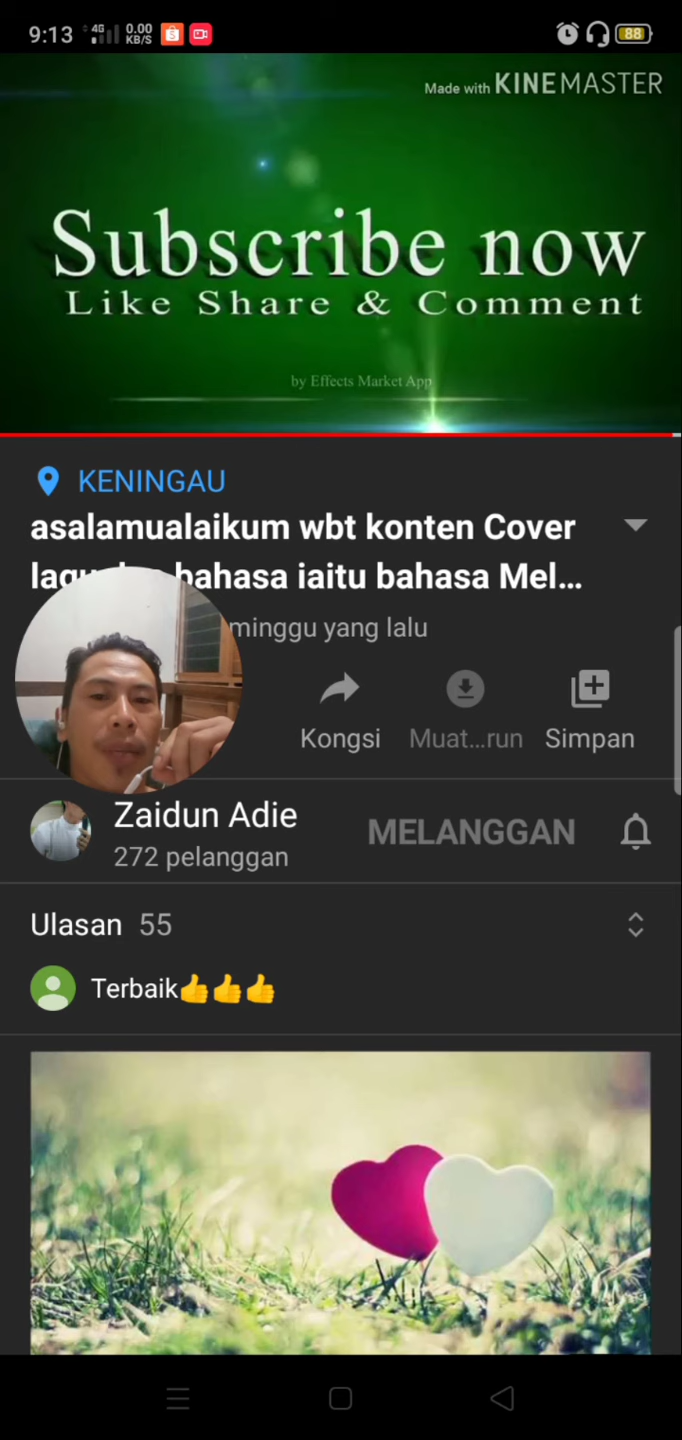 9:13 4G 0.00 KB/S 88
Made with KINEMASTER
Subscribe now
Like Share & Comment
by Effects Market App
KENINGAU
asalamualaikum wbt konten Cover
bahasa iaitu bahasa Mel...
minggu yang lalu
Kongsi Muat...run Simpan
Zaidun Adie
272 pelanggan
MELANGGAN
Ulasan 55
Terbaik👍👍👍